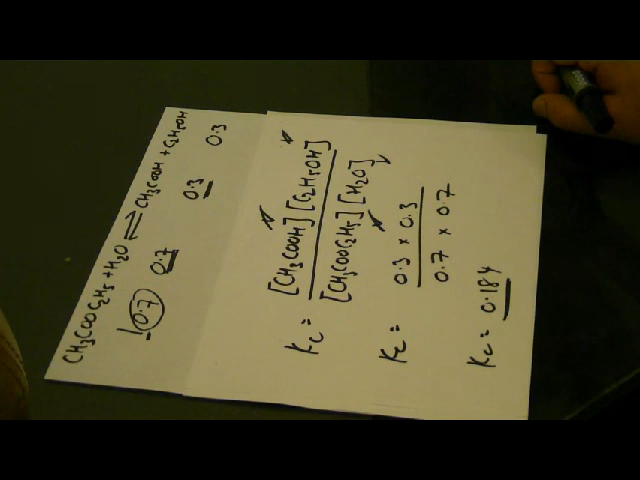 CH3COOC2H5 + H2O ⇌ CH3COOH + C2H5OH
0.7 0.7 0.3 0.3
Kc = [CH3COOH] [C2H5OH]
[CH3COOC2H5] [H2O]
Kc = 0.3 x 0.3
0.7 x 0.7
Kc = 0.184